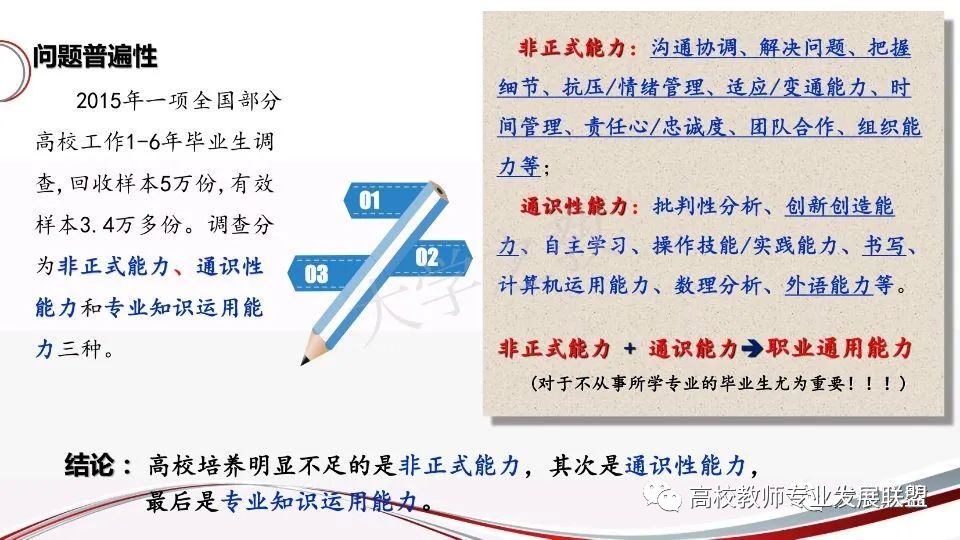 问题普遍性
2015年一项全国部分
高校工作1-6年毕业生调
查,回收样本5万份,有效
样本3.4万多份。调查分
为非正式能力、通识性
能力和专业知识运用能
力三种。
01
02
03
非正式能力：沟通协调、解决问题、把握
细节、抗压/情绪管理、适应/变通能力、时
间管理、责任心/忠诚度、团队合作、组织能
力等；
通识性能力：批判性分析、创新创造能
力、自主学习、操作技能/实践能力、书写、
计算机运用能力、数理分析、外语能力等。
非正式能力 + 通识能力➔职业通用能力
(对于不从事所学专业的毕业生尤为重要！！！)
结论：高校培养明显不足的是非正式能力，其次是通识性能力，
最后是专业知识运用能力。
高校教师专业发展联盟